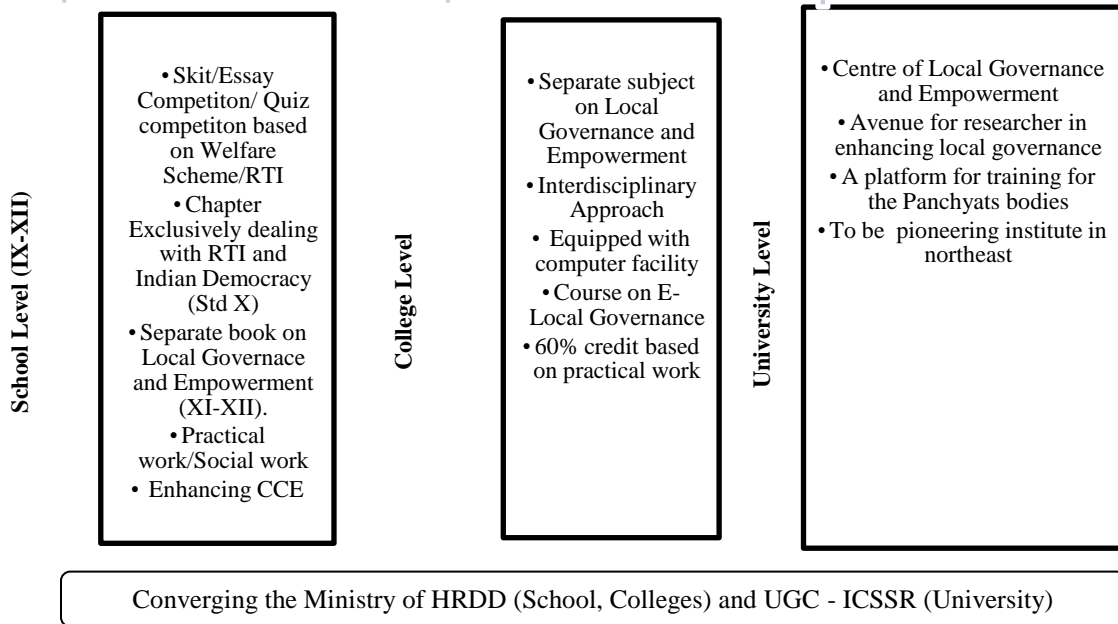 School Level (IX-XII)
• Skit/Essay
Competiton/ Quiz
competiton based
on Welfare
Scheme/RTI
• Chapter
Exclusively dealing
with RTI and
Indian Democracy
(Std X)
• Separate book on
Local Governace
and Empowerment
(XI-XII).
• Practical
work/Social work
• Enhancing CCE
College Level
• Separate subject
on Local
Governance and
Empowerment
• Interdisciplinary
Approach
• Equipped with
computer facility
• Course on E-
Local Governance
• 60% credit based
on practical work
University Level
• Centre of Local Governance
and Empowerment
• Avenue for researcher in
enhancing local governance
• A platform for training for
the Panchyats bodies
• To be pioneering institute in
northeast
Converging the Ministry of HRDD (School, Colleges) and UGC - ICSSR (University)